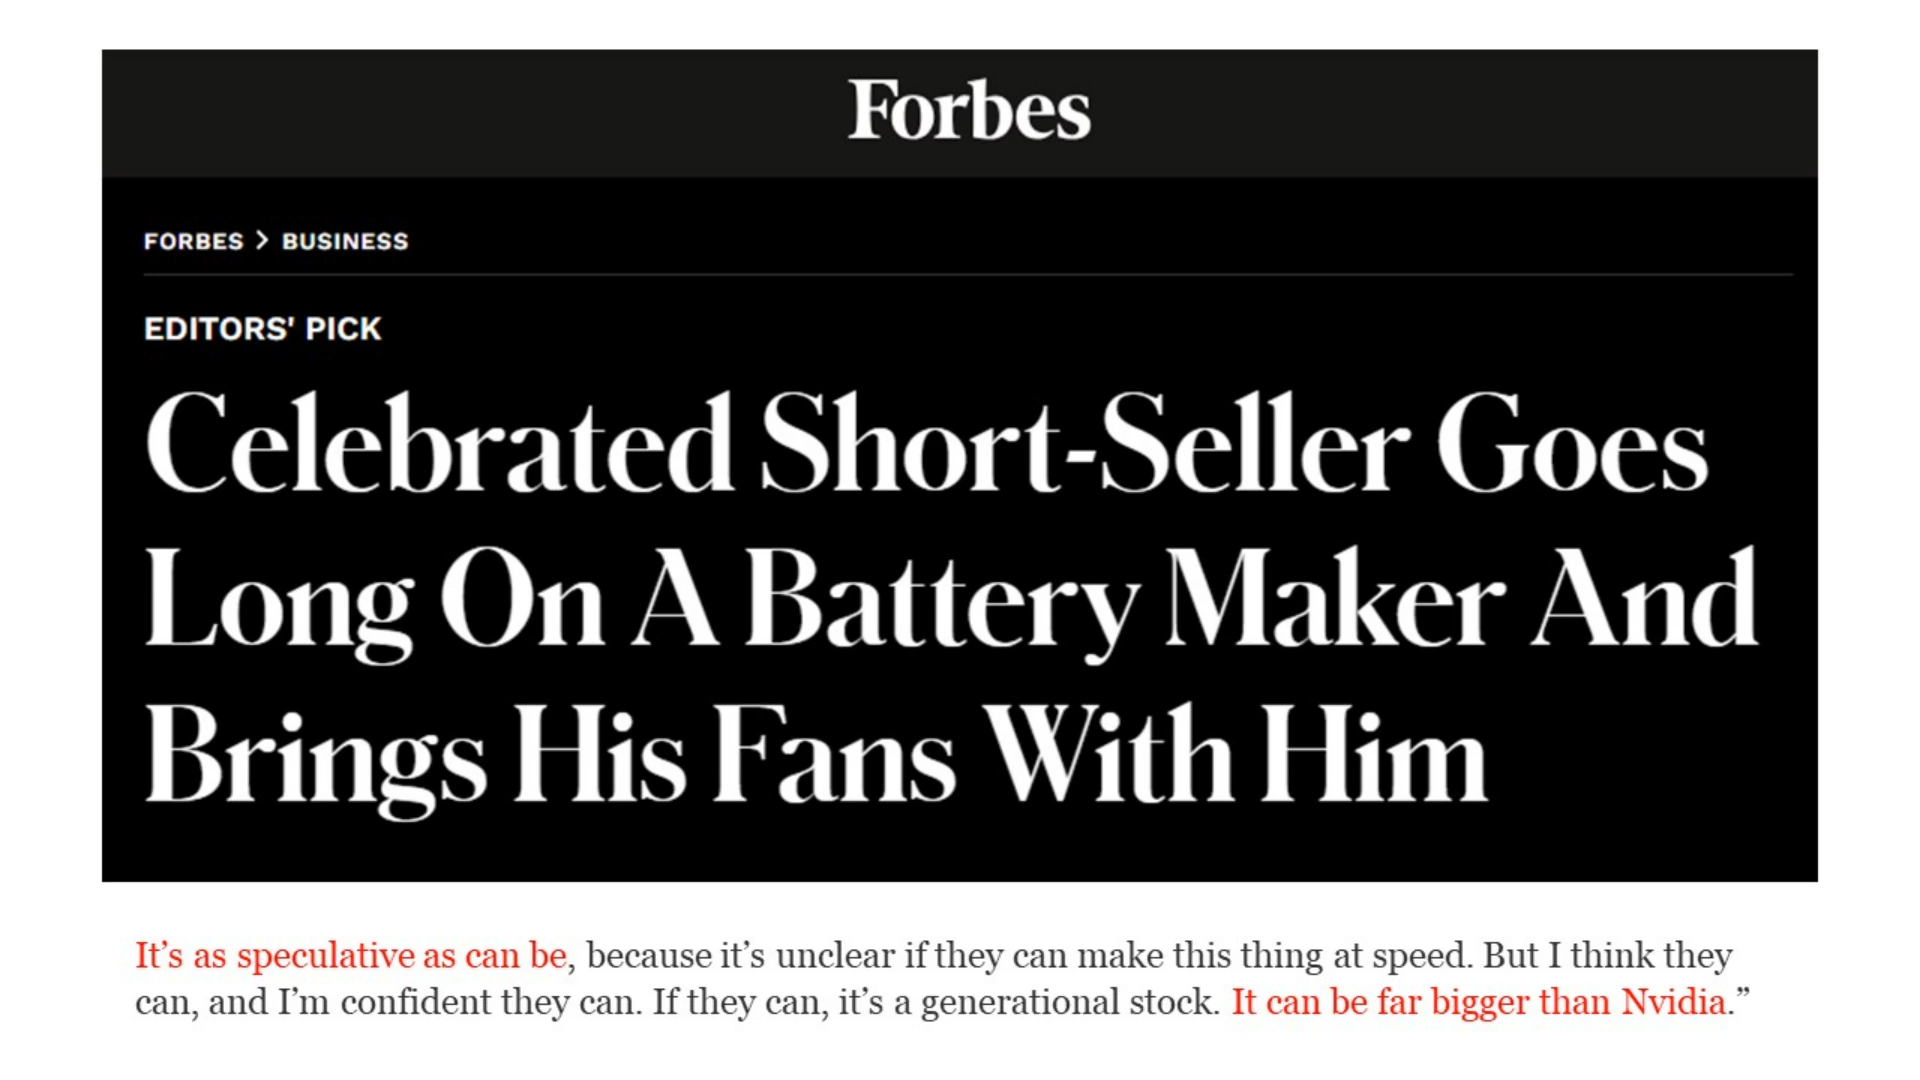 Forbes
FORBES > BUSINESS
EDITORS' PICK
Celebrated Short-Seller Goes
Long On A Battery Maker And
Brings His Fans With Him
It’s as speculative as can be, because it’s unclear if they can make this thing at speed. But I think they
can, and I’m confident they can. If they can, it’s a generational stock. It can be far bigger than Nvidia.”